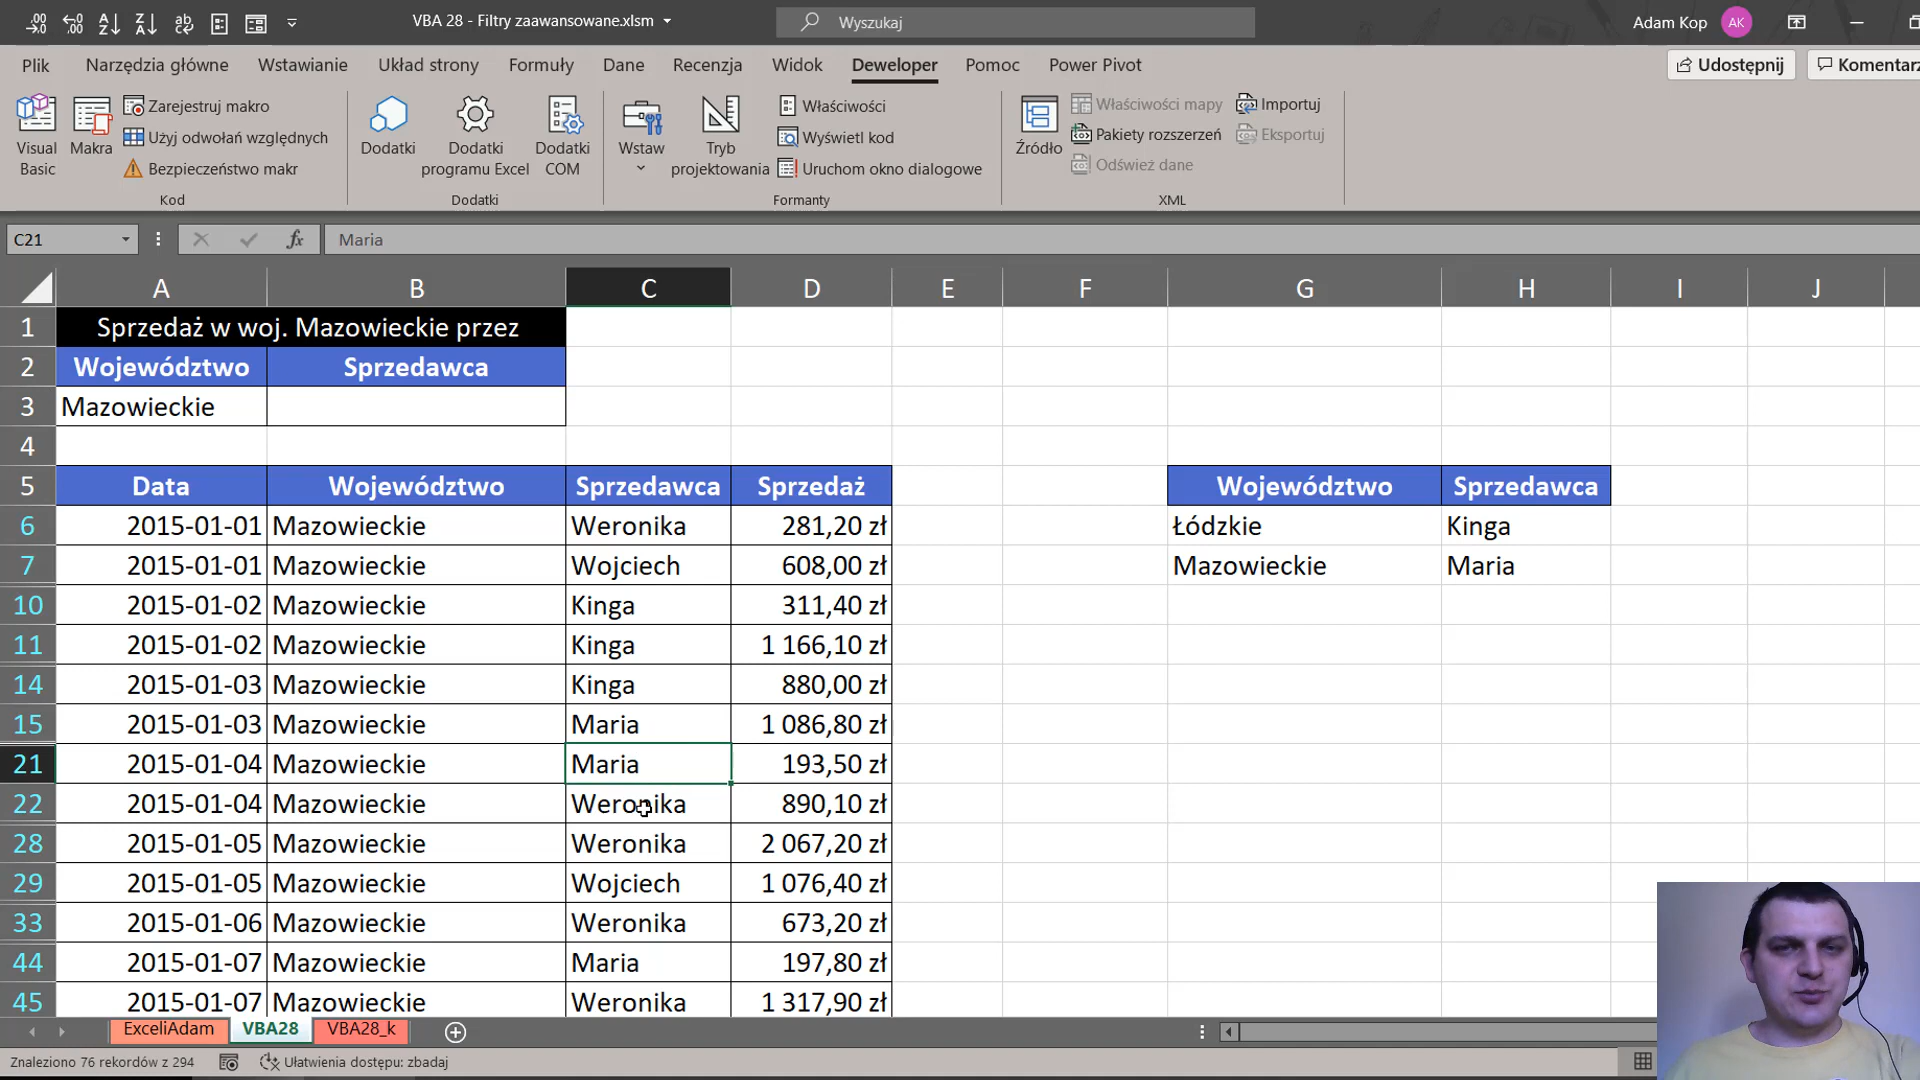 VBA 28 - Filtry zaawansowane.xlsm
Wyszukaj
Adam Kop
AK
Plik Narzędzia główne Wstawianie Układ strony Formuły Dane Recenzja Widok Deweloper Pomoc Power Pivot Udostępnij Komentarz
Visual Basic
Makra
Zarejestruj makro
Użyj odwołań względnych
Bezpieczeństwo makr
Kod
Dodatki
Dodatki programu Excel
Dodatki COM
Dodatki
Wstaw
Tryb projektowania
Właściwości
Wyświetl kod
Uruchom okno dialogowe
Formanty
Źródło
Właściwości mapy
Pakiety rozszerzeń
Odśwież dane
Importuj
Eksportuj
XML
C21 fx Maria
A B C D E F G H I J
1 Sprzedaż w woj. Mazowieckie przez
2 Województwo Sprzedawca
3 Mazowieckie
4
5 Data Województwo Sprzedawca Sprzedaż Województwo Sprzedawca
6 2015-01-01 Mazowieckie Weronika 281,20 zł Łódzkie Kinga
7 2015-01-01 Mazowieckie Wojciech 608,00 zł Mazowieckie Maria
10 2015-01-02 Mazowieckie Kinga 311,40 zł
11 2015-01-02 Mazowieckie Kinga 1 166,10 zł
14 2015-01-03 Mazowieckie Kinga 880,00 zł
15 2015-01-03 Mazowieckie Maria 1 086,80 zł
21 2015-01-04 Mazowieckie Maria 193,50 zł
22 2015-01-04 Mazowieckie Weronika 890,10 zł
28 2015-01-05 Mazowieckie Weronika 2 067,20 zł
29 2015-01-05 Mazowieckie Wojciech 1 076,40 zł
33 2015-01-06 Mazowieckie Weronika 673,20 zł
44 2015-01-07 Mazowieckie Maria 197,80 zł
45 2015-01-07 Mazowieckie Weronika 1 317,90 zł
ExceliAdam VBA28 VBA28_k
Znaleziono 76 rekordów z 294 Ułatwienia dostępu: zbadaj